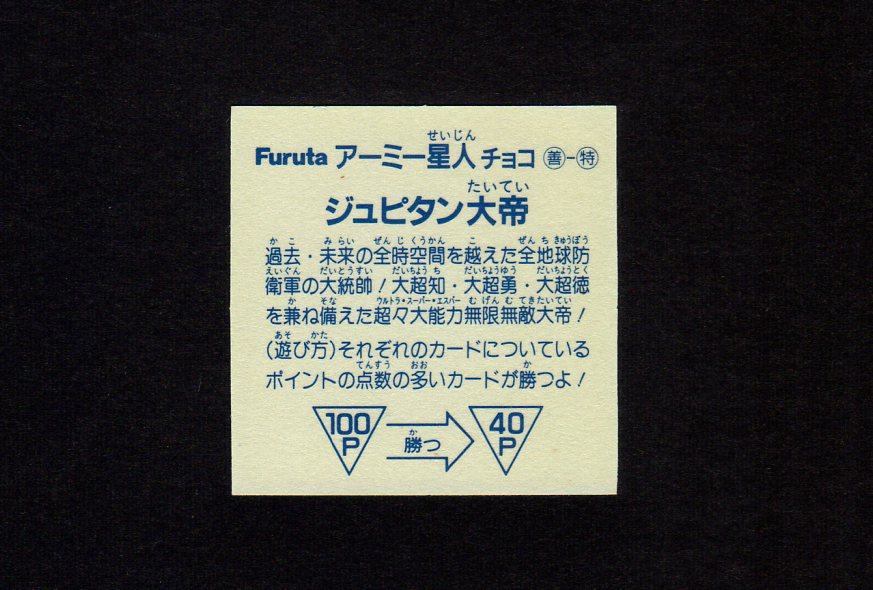 せいじん
Furuta アーミー星人 チョコ ㊝-㊕
たいてい
ジュピタン大帝
かこ みらい ぜんじくうかん こ ぜんちきゅうぼう
過去・未来の全時空間を越えた全地球防
えいぐん だいとうすい だいちょうち だいちょうゆう だいちょうとく
衛軍の大統帥!大超知・大超勇・大超徳
か そな ウルトラ・スーパー・エスパー むげんむてきたいてい
を兼ね備えた超々大能力無限無敵大帝!
あそ かた
(遊び方)それぞれのカードについている
てんすう おお か
ポイントの点数の多いカードが勝つよ!
100P か 勝つ 40P